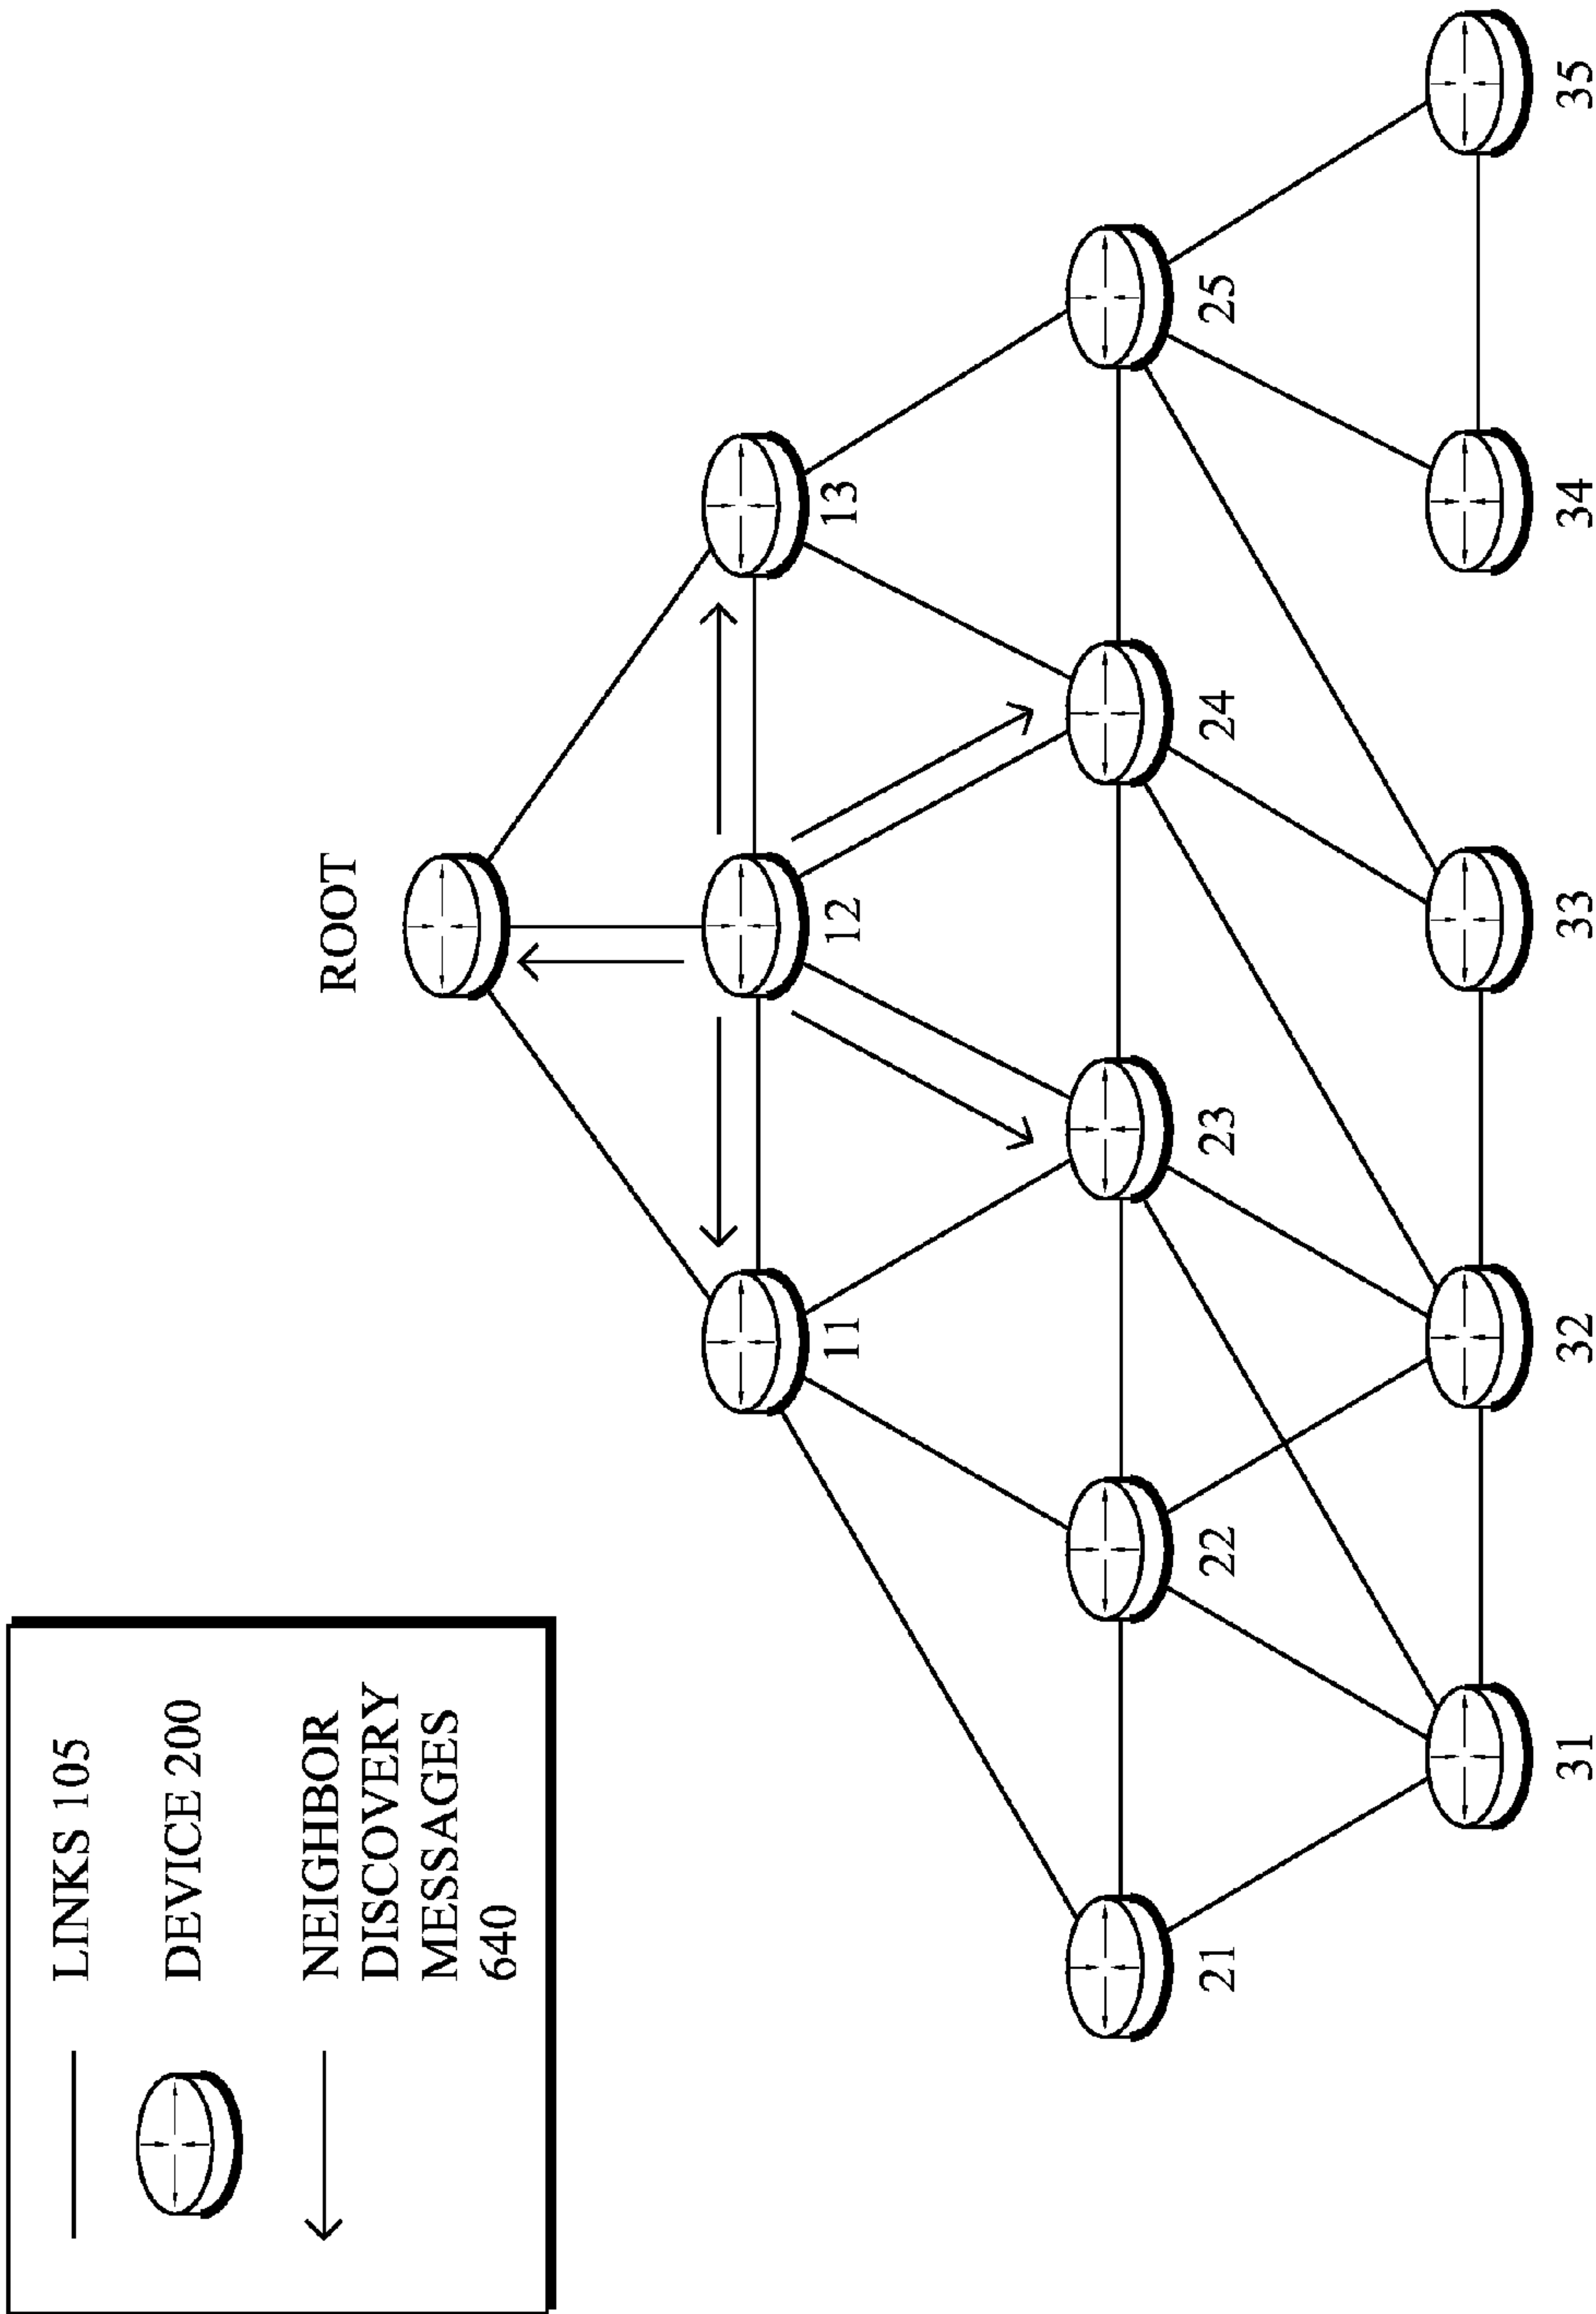 LINKS 105
DEVICE 200
NEIGHBOR
DISCOVERY
MESSAGES
640
ROOT
11
12
13
21
22
23
24
25
31
32
33
34
35